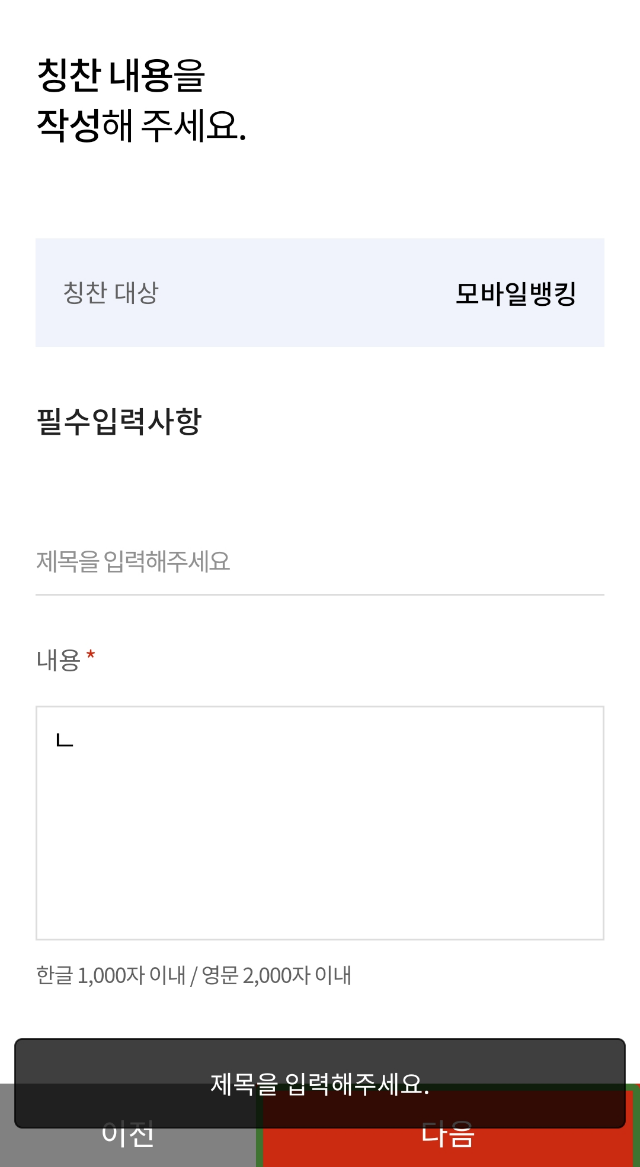 칭찬 내용을
작성해 주세요.
칭찬 대상
모바일뱅킹
필수입력사항
제목을 입력해주세요
내용 *
ㄴ
한글 1,000자 이내 / 영문 2,000자 이내
제목을 입력해주세요.
이전
다음